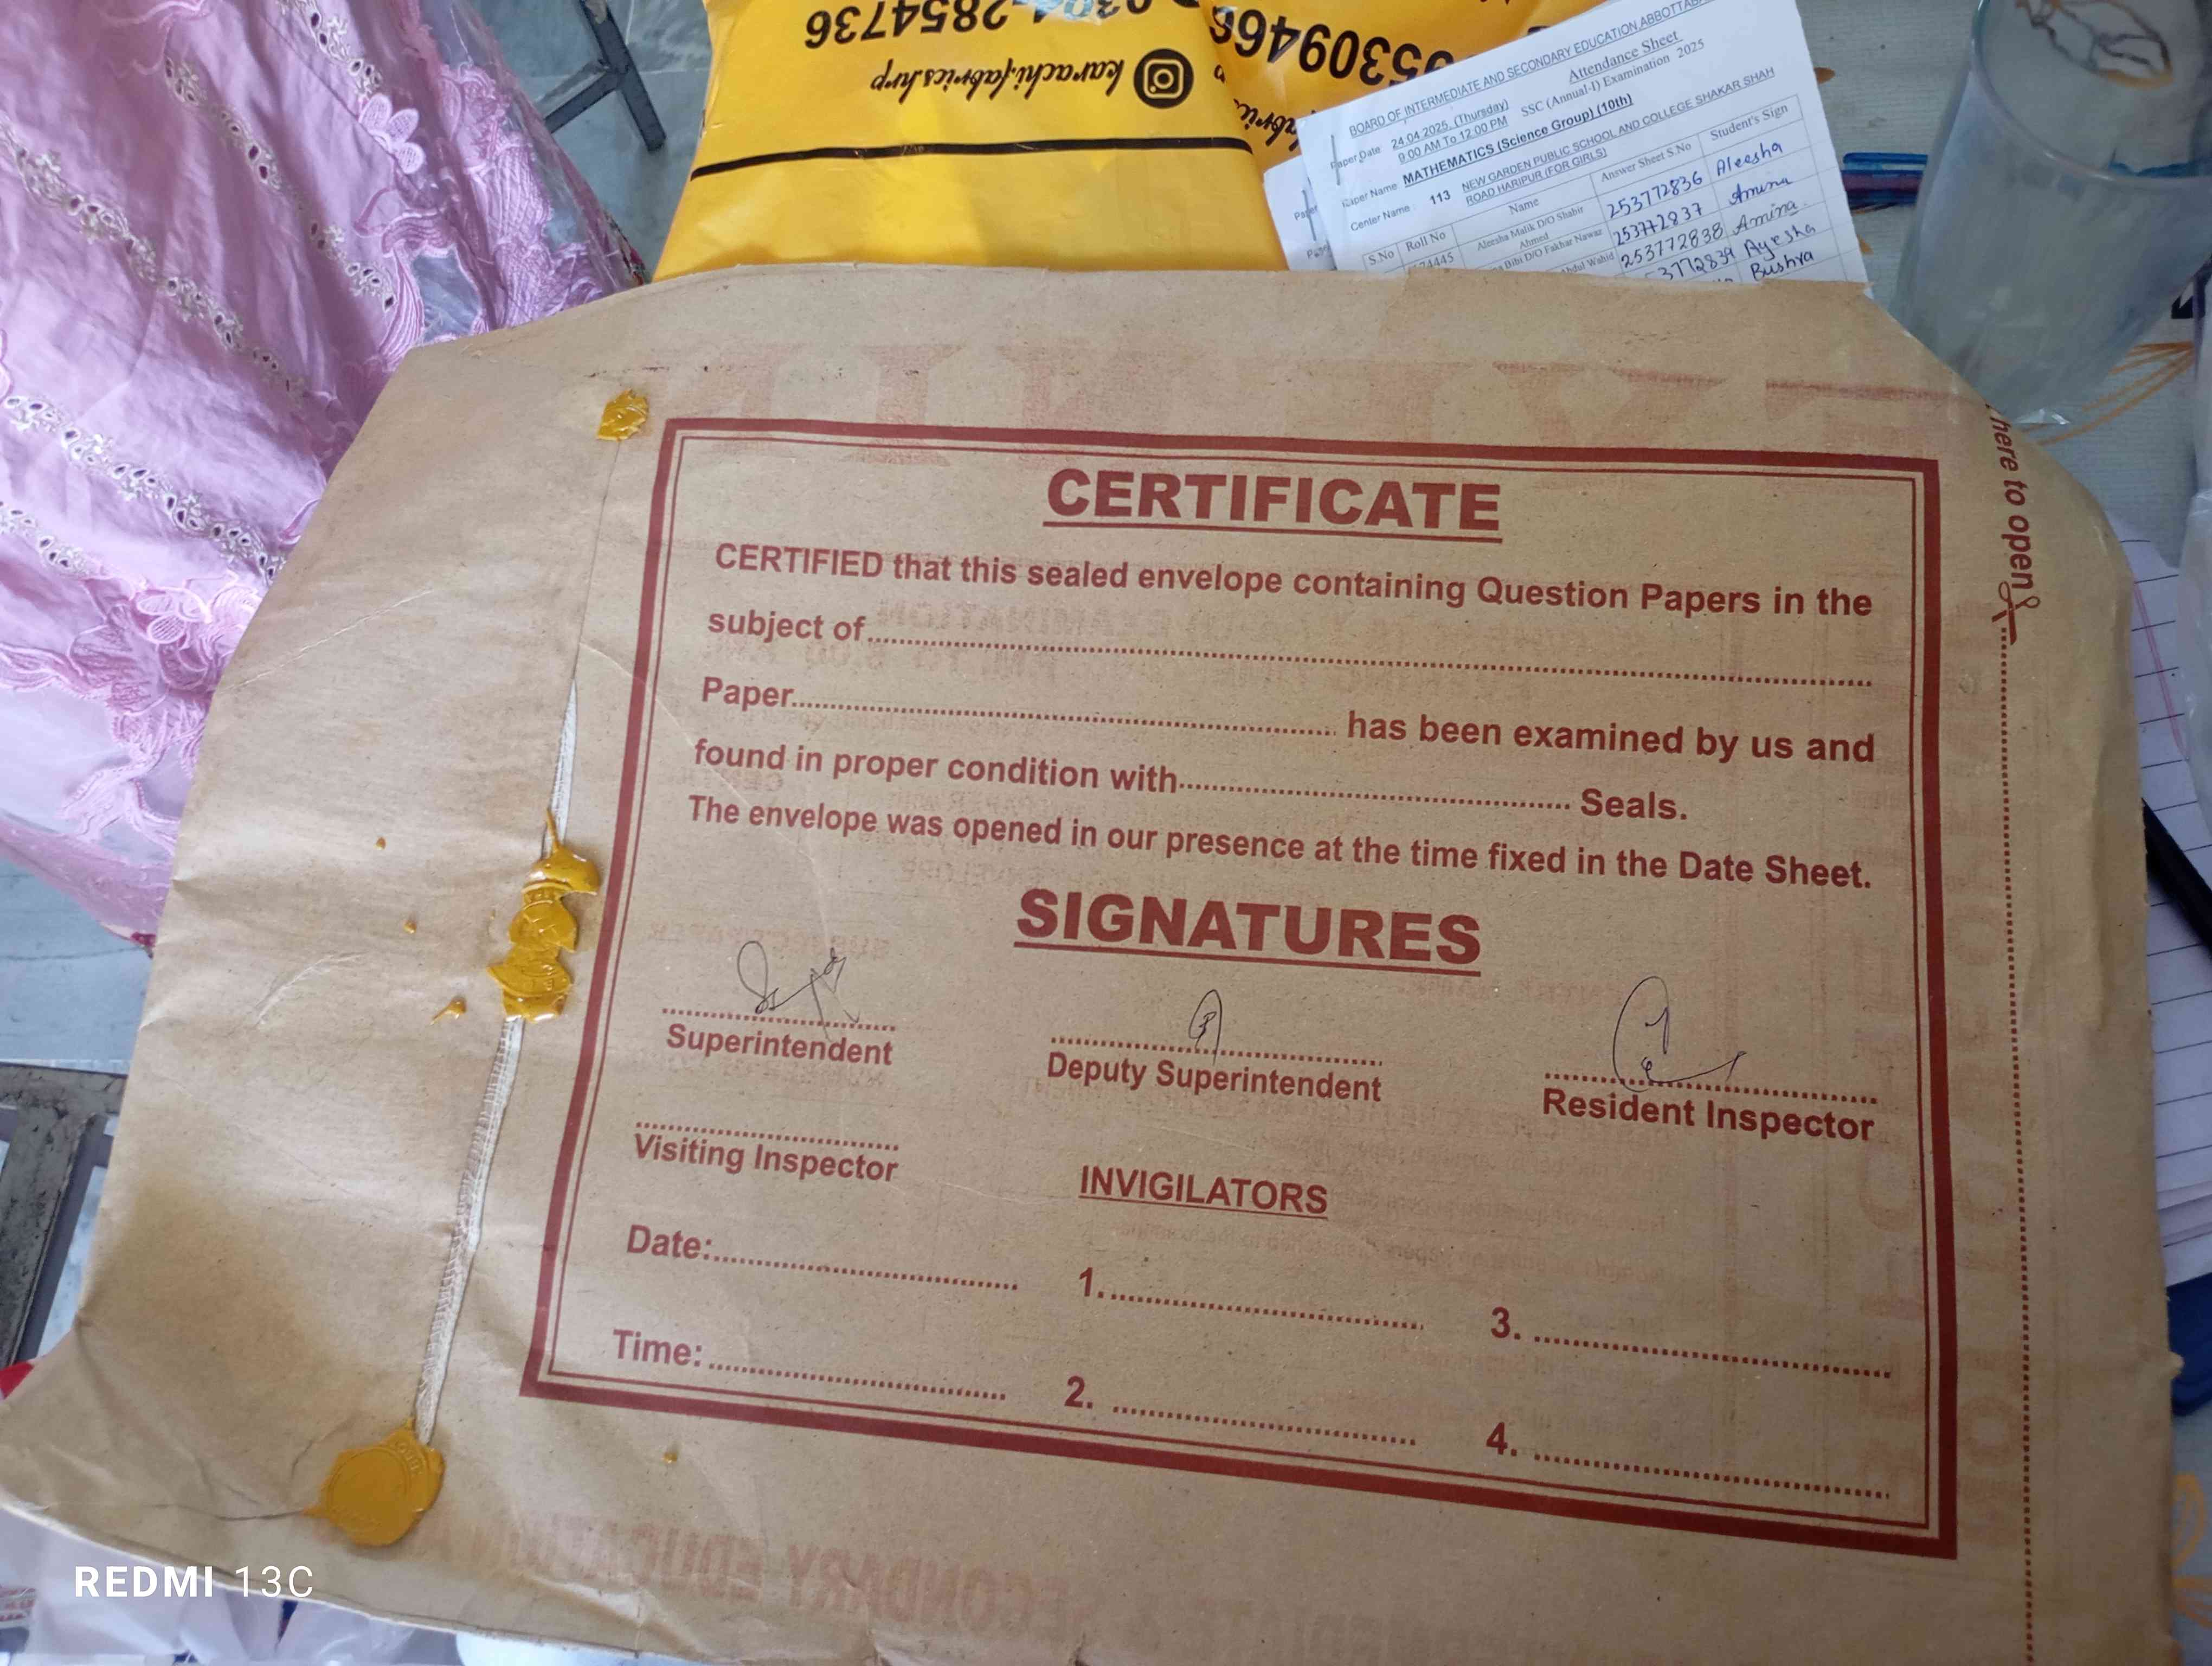 0304-2854736
karachi.fabrics.hrp
BOARD OF INTERMEDIATE AND SECONDARY EDUCATION
Attendance Sheet
Paper Date: 24.04.2025, (Thursday) SSC (Annual-I) Examination 2025
9:00 AM To 12:00 PM
Paper Name MATHEMATICS (Science Group) (10th)
Center Name 113 NEW GARDEN PUBLIC SCHOOL AND COLLEGE SHAKAR SHAH
ROAD HARIPUR (FOR GIRLS)
S.No Roll No Name Answer Sheet S.No Student's Sign
Aleesha Malik D/O Shabir Ahmed 253772836 Aleesha
Bibi D/O Fakhar Nawaz 253772837 Amina
Abdul Wahid 253772838 Amina
Ayesha
Bushra
here to open
CERTIFICATE
CERTIFIED that this sealed envelope containing Question Papers in the
subject of
Paper has been examined by us and
found in proper condition with Seals.
The envelope was opened in our presence at the time fixed in the Date Sheet.
SIGNATURES
Superintendent
Deputy Superintendent
Resident Inspector
Visiting Inspector
INVIGILATORS
Date: 1. 3.
Time: 2. 4.
REDMI 13C